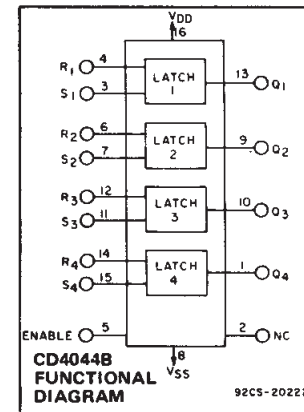 VDD
16
R1 4
S1 3
LATCH
1
13 Q1
R2 6
S2 7
LATCH
2
9 Q2
R3 12
S3 11
LATCH
3
10 Q3
R4 14
S4 15
LATCH
4
1 Q4
ENABLE 5
2 NC
8
VSS
CD4044B
FUNCTIONAL
DIAGRAM